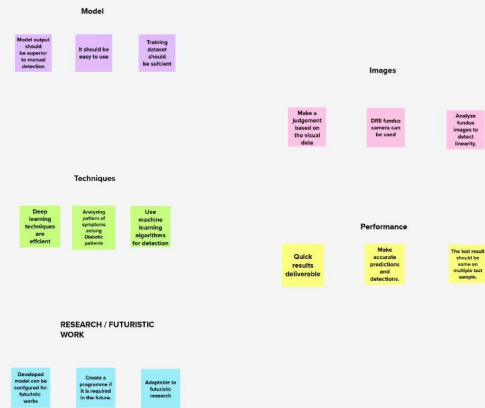 Model
Model output
should
be superior
to manual
detection
It should be
easy to use
Training
dataset
should
be sufcient
Images
Make a
judgement
based on
the visual
data
DRS fundus
camera can
be used
Analyze
fundus
images to
detect
linearity.
Techniques
Deep
learning
techniques
are
effcient
Analyzing
pattern of
symptoms
among
Diabetic
patients
Use
machine
learning
algorithms
for detection
Performance
Quick
results
deliverable
Make
accurate
predictions
and
detections.
The test result
should be
same on
multiple test
sample.
RESEARCH / FUTURISTIC
WORK
Developed
model can be
confgured for
futuristic
works
Create a
programme if
it is required
in the future.
Adeptable to
futuristic
research